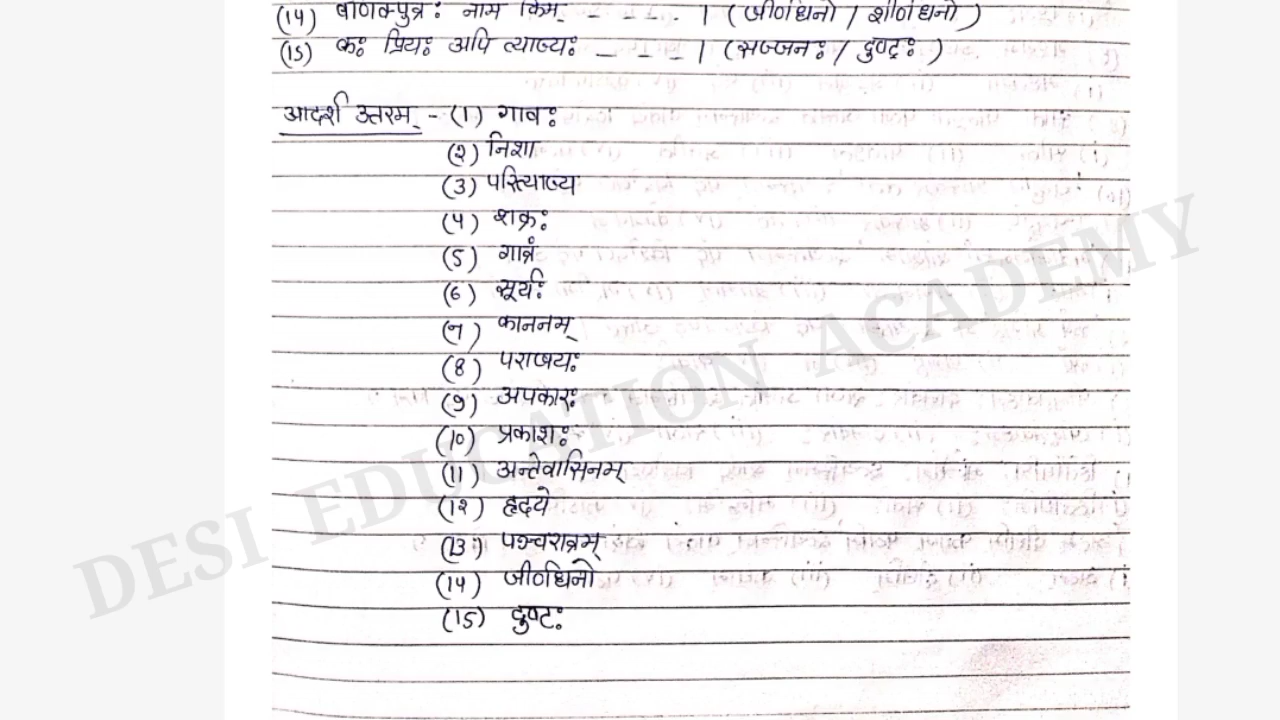 (14) वणिक्पुत्रः नाम किम् - - - - । (जीर्णधनो / शीर्णधनो)
(15) कः प्रियः अपि त्याज्यः - - - - । (सज्जनः / दुष्टः)
आदर्श उत्तरम् - (1) गावः
(2) निशा
(3) परित्याज्य
(4) शक्रः
(5) गात्रं
(6) सूर्यः
(7) काननम्
(8) पराजयः
(9) अपकारः
(10) प्रकाशः
(11) अन्तेवासिनम्
(12) हृदये
(13) पञ्चरात्रम्
(14) जीर्णधनो
(15) दुष्टः
DESI EDUCATION ACADEMY